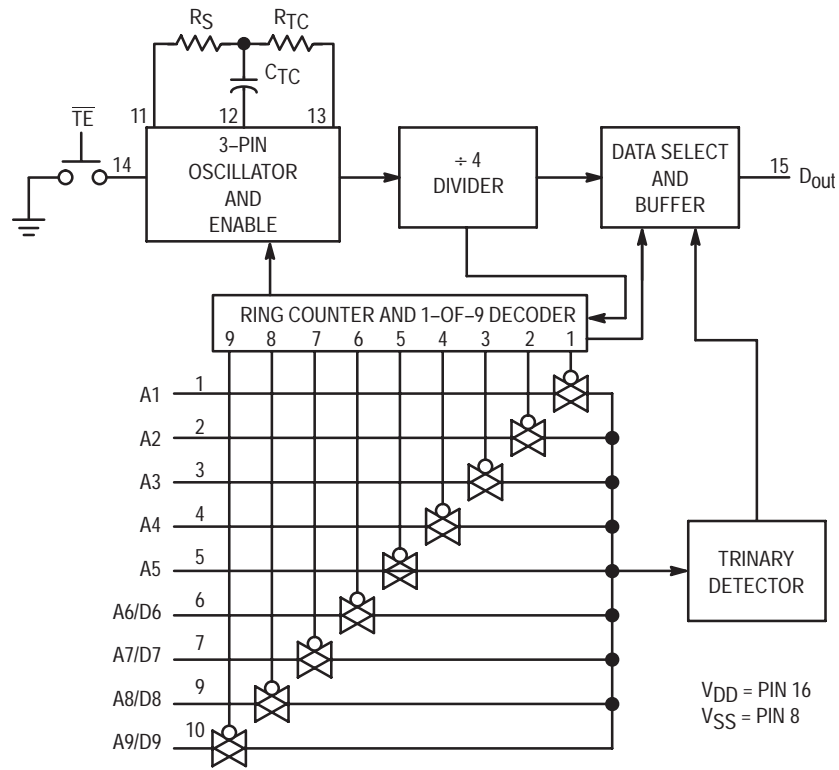 RS
RTC
CTC
11
12
13
TE
14
3–PIN
OSCILLATOR
AND
ENABLE
÷ 4
DIVIDER
DATA SELECT
AND
BUFFER
15
Dout
RING COUNTER AND 1–OF–9 DECODER
9 8 7 6 5 4 3 2 1
A1 1
A2 2
A3 3
A4 4
A5 5
A6/D6 6
A7/D7 7
A8/D8 9
A9/D9 10
TRINARY
DETECTOR
VDD = PIN 16
VSS = PIN 8